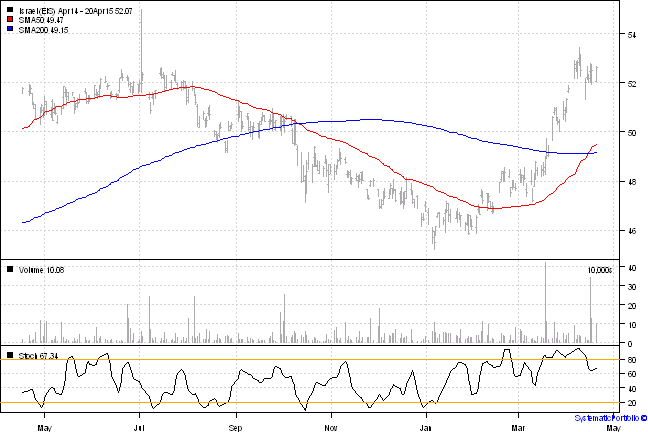 Israel(EIS) Apr14 - 20Apr15 52.67
SMA50 49.47
SMA200 49.15
54
52
50
48
46
Volume 10.08
10,000s
40
30
20
10
0
Stoch 67.34
80
60
40
20
May Jul Sep Nov Jan Mar May
SystematicPortfolio ©